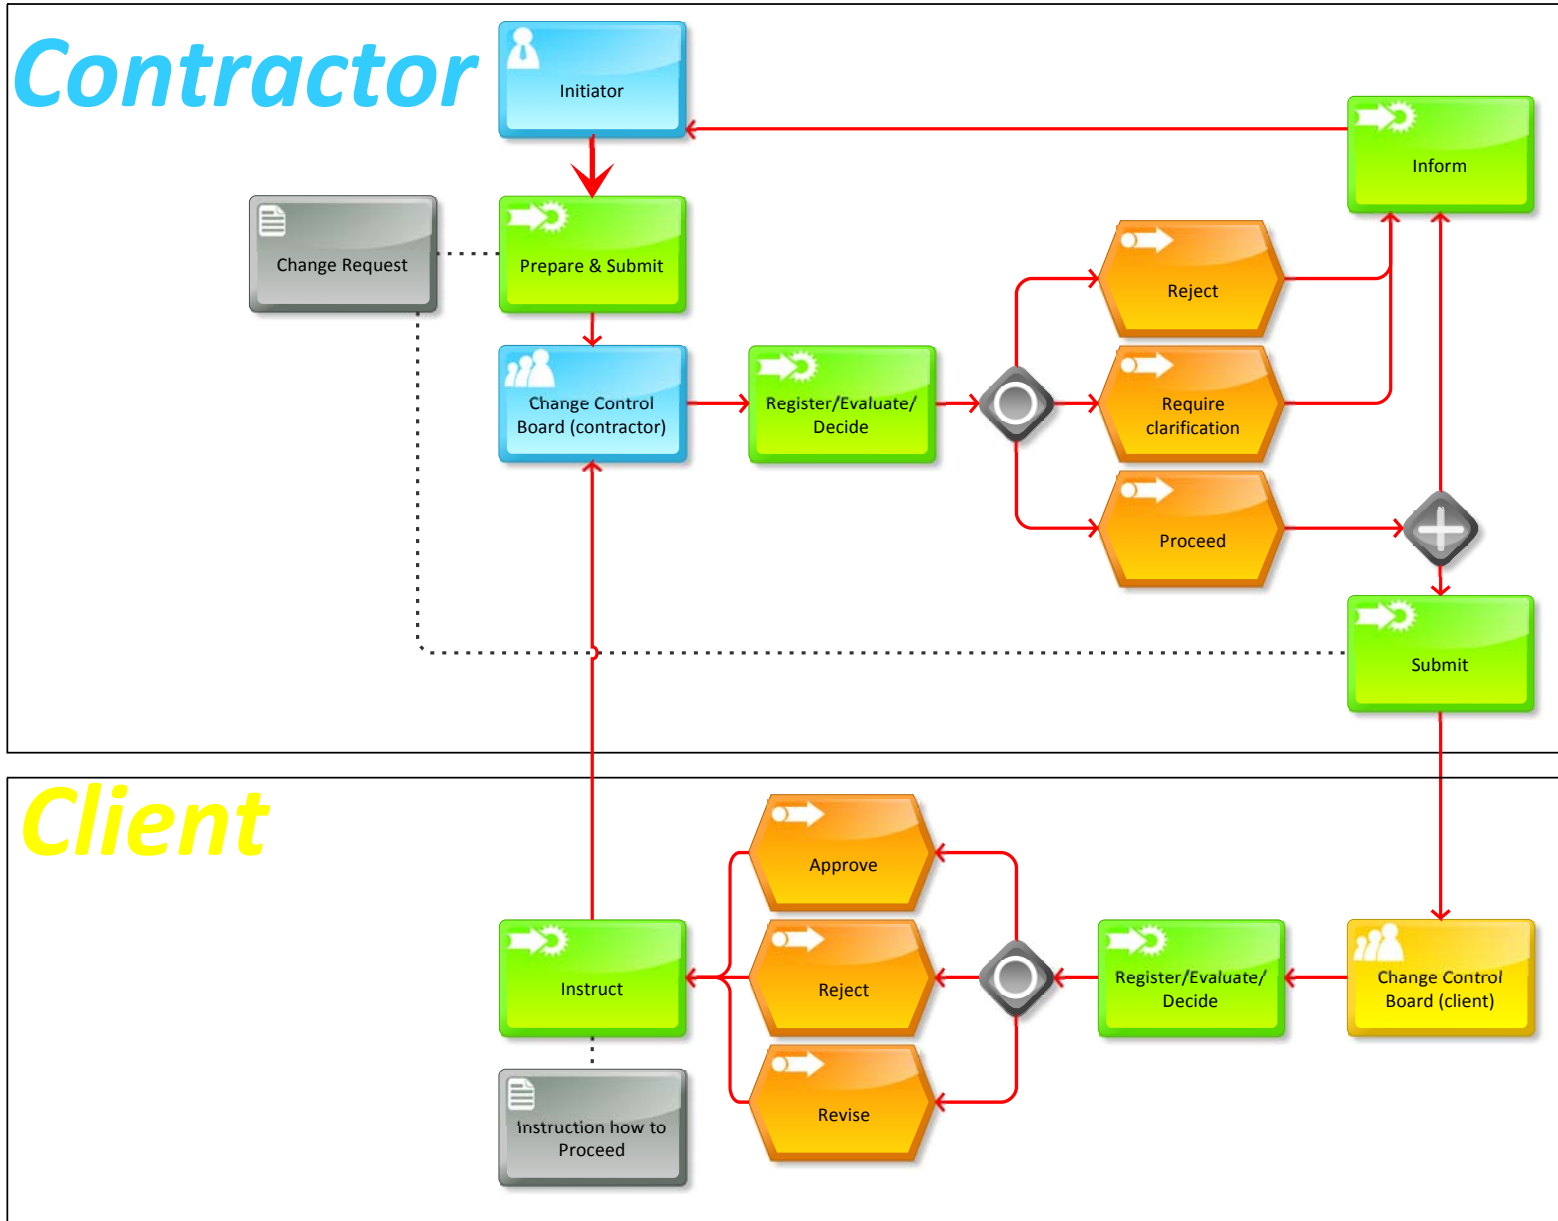 Contractor
Initiator
Inform
Change Request
Prepare & Submit
Reject
Change Control
Board (contractor)
Register/Evaluate/
Decide
Require
clarification
Proceed
Submit
Client
Approve
Instruct
Reject
Register/Evaluate/
Decide
Change Control
Board (client)
Revise
Instruction how to
Proceed